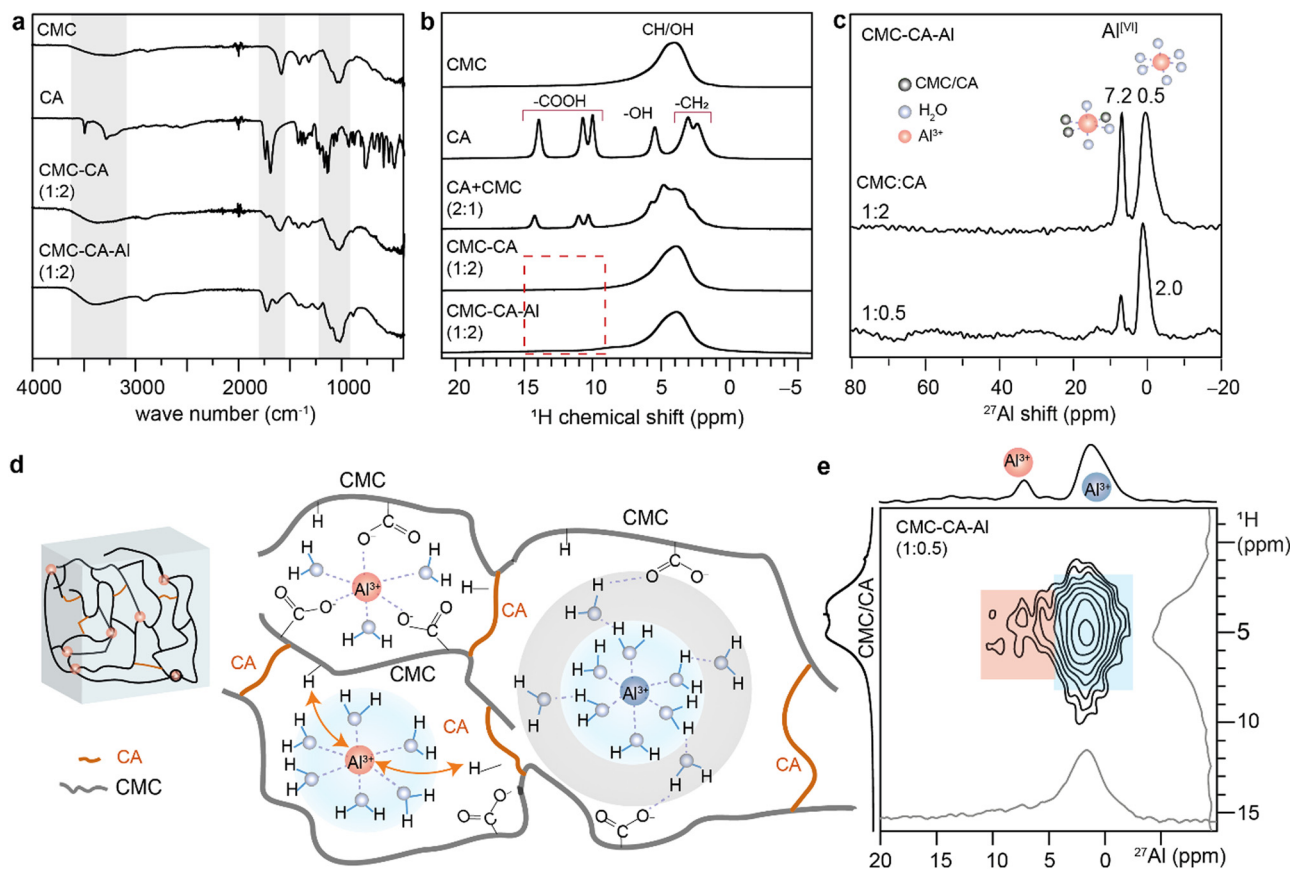 a
CMC
CA
CMC-CA
(1:2)
CMC-CA-Al
(1:2)
4000
3000
2000
1000
wave number (cm⁻¹)
b
CH/OH
CMC
-COOH
-OH
-CH₂
CA
CA+CMC
(2:1)
CMC-CA
(1:2)
CMC-CA-Al
(1:2)
20
15
10
5
0
−5
¹H chemical shift (ppm)
c
CMC-CA-Al
Al[VI]
CMC/CA
H₂O
Al³⁺
7.2
0.5
CMC:CA
1:2
1:0.5
2.0
80
60
40
20
0
−20
²⁷Al shift (ppm)
d
CA
CMC
CMC
H
C
O
O⁻
H
H
H
H
Al³⁺
O⁻
C
O
O⁻
C
O
H
H
H
CA
CA
CMC
H
H
H
H
H
H
H
Al³⁺
H
H
H
H
H
H
H
CA
H
O
C
O⁻
CMC
H
C
O
O⁻
H
H
H
H
H
H
H
H
H
Al³⁺
H
H
H
H
H
H
H
H
H
H
O
C
O⁻
CA
e
Al³⁺
Al³⁺
CMC-CA-Al
(1:0.5)
CMC/CA
¹H
(ppm)
0
5
10
15
20
15
10
5
0
²⁷Al (ppm)